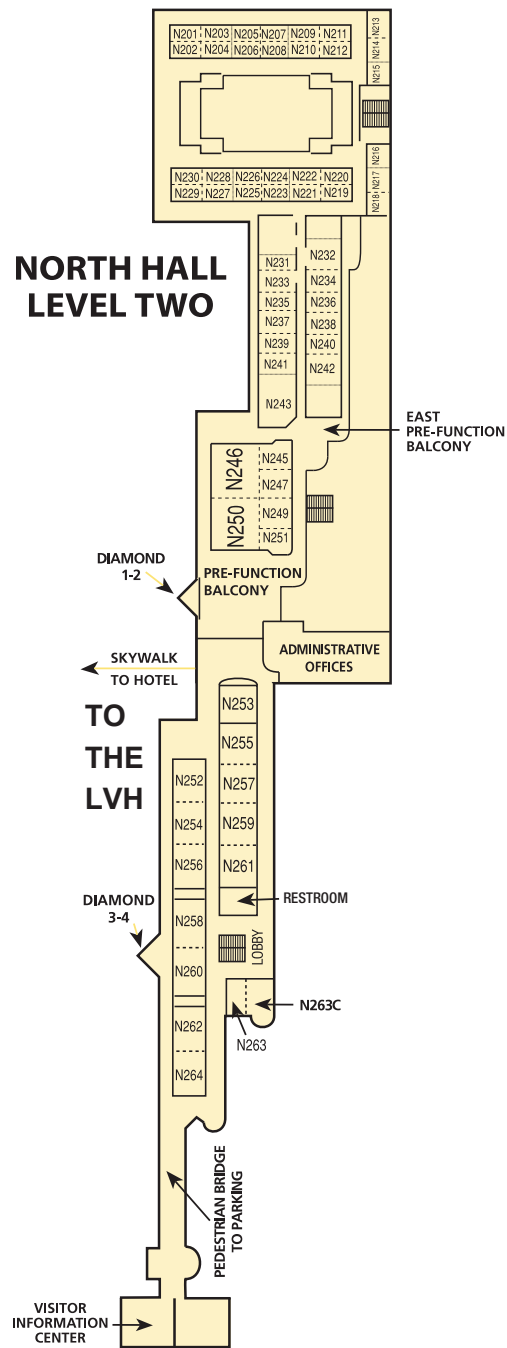 N201 N203 N205 N207 N209 N211
N202 N204 N206 N208 N210 N212
N213
N214
N215
N216
N217
N218
N230 N228 N226 N224 N222 N220
N229 N227 N225 N223 N221 N219
NORTH HALL
LEVEL TWO
N231
N233
N235
N237
N239
N241
N243
N232
N234
N236
N238
N240
N242
EAST
PRE-FUNCTION
BALCONY
N246
N250
N245
N247
N249
N251
DIAMOND
1-2
PRE-FUNCTION
BALCONY
ADMINISTRATIVE
OFFICES
SKYWALK
TO HOTEL
TO
THE
LVH
N253
N255
N257
N259
N261
N252
N254
N256
N258
N260
N262
N264
RESTROOM
DIAMOND
3-4
LOBBY
N263C
N263
PEDESTRIAN BRIDGE
TO PARKING
VISITOR
INFORMATION
CENTER